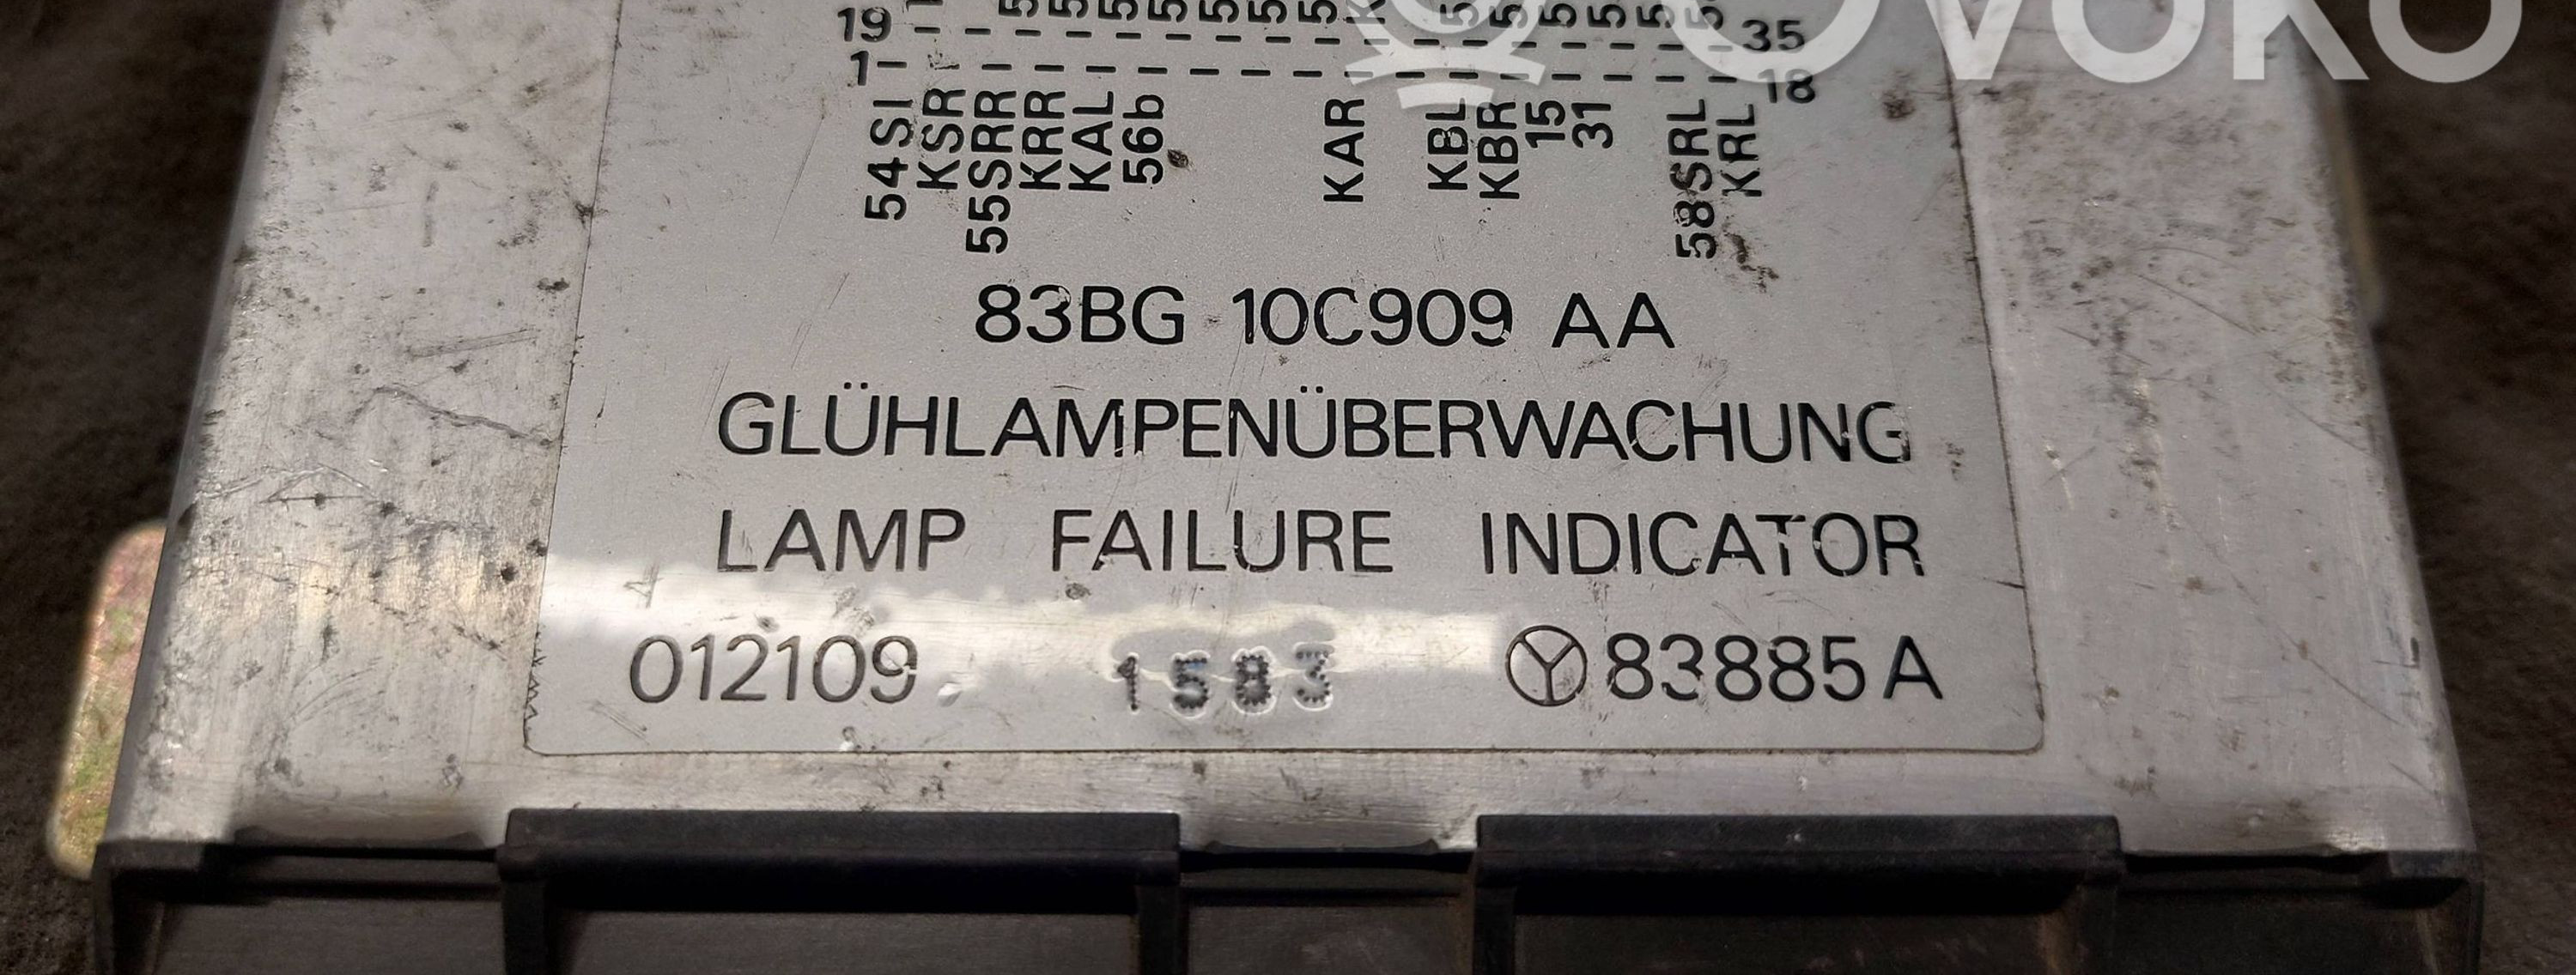 OVOKO
19 35
1 18
54SI KSR 55SRR KRR KAL 56b KAR KBL KBR 15 31 58SRL KRL
83BG 10C909 AA
GLÜHLAMPENÜBERWACHUNG
LAMP FAILURE INDICATOR
012109 1583 83885A